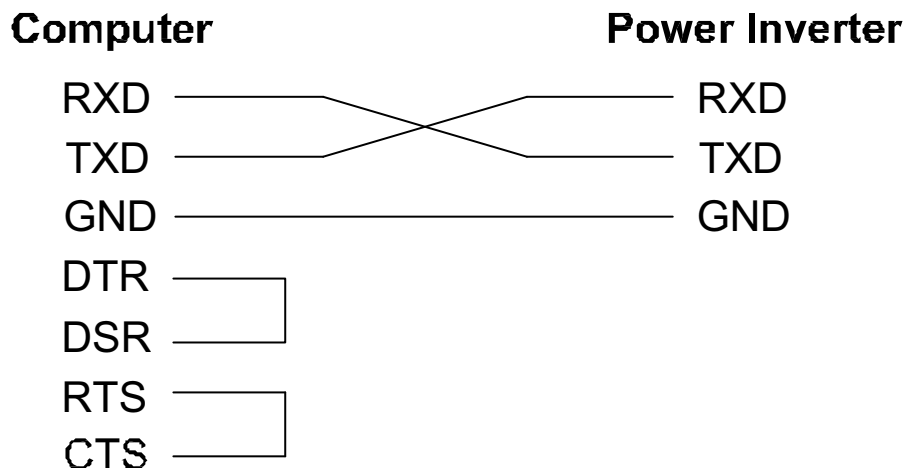 Computer Power Inverter
RXD RXD
TXD TXD
GND GND
DTR
DSR
RTS
CTS